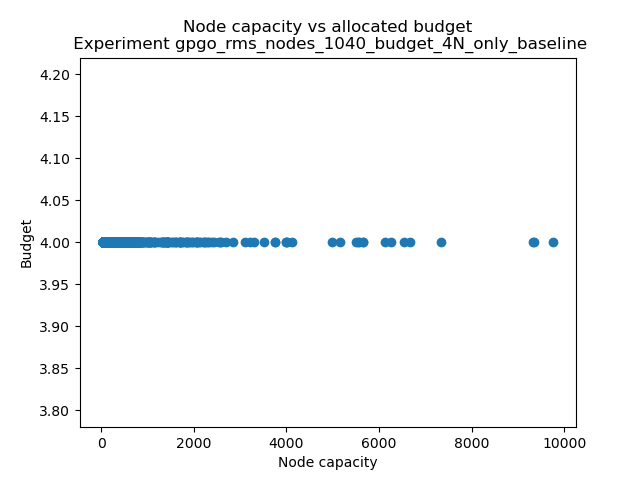 Node capacity vs allocated budget
Experiment gpgo_rms_nodes_1040_budget_4N_only_baseline
4.20
4.15
4.10
4.05
4.00
3.95
3.90
3.85
3.80
Budget
0 2000 4000 6000 8000 10000
Node capacity